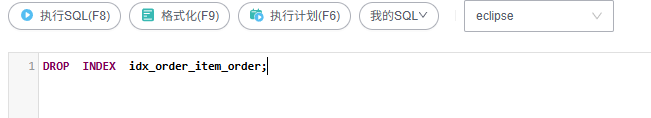 执行SQL(F8) 格式化(F9) 执行计划(F6) 我的SQL eclipse
1 DROP INDEX idx_order_item_order;